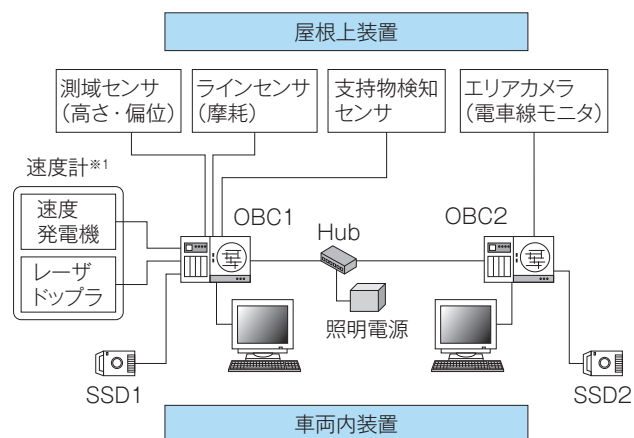 屋根上装置
測域センサ
(高さ・偏位)
ラインセンサ
(摩耗)
支持物検知
センサ
エリアカメラ
(電車線モニタ)
速度計※1
速度
発電機
レーザ
ドップラ
OBC1
Hub
OBC2
照明電源
SSD1
SSD2
車両内装置